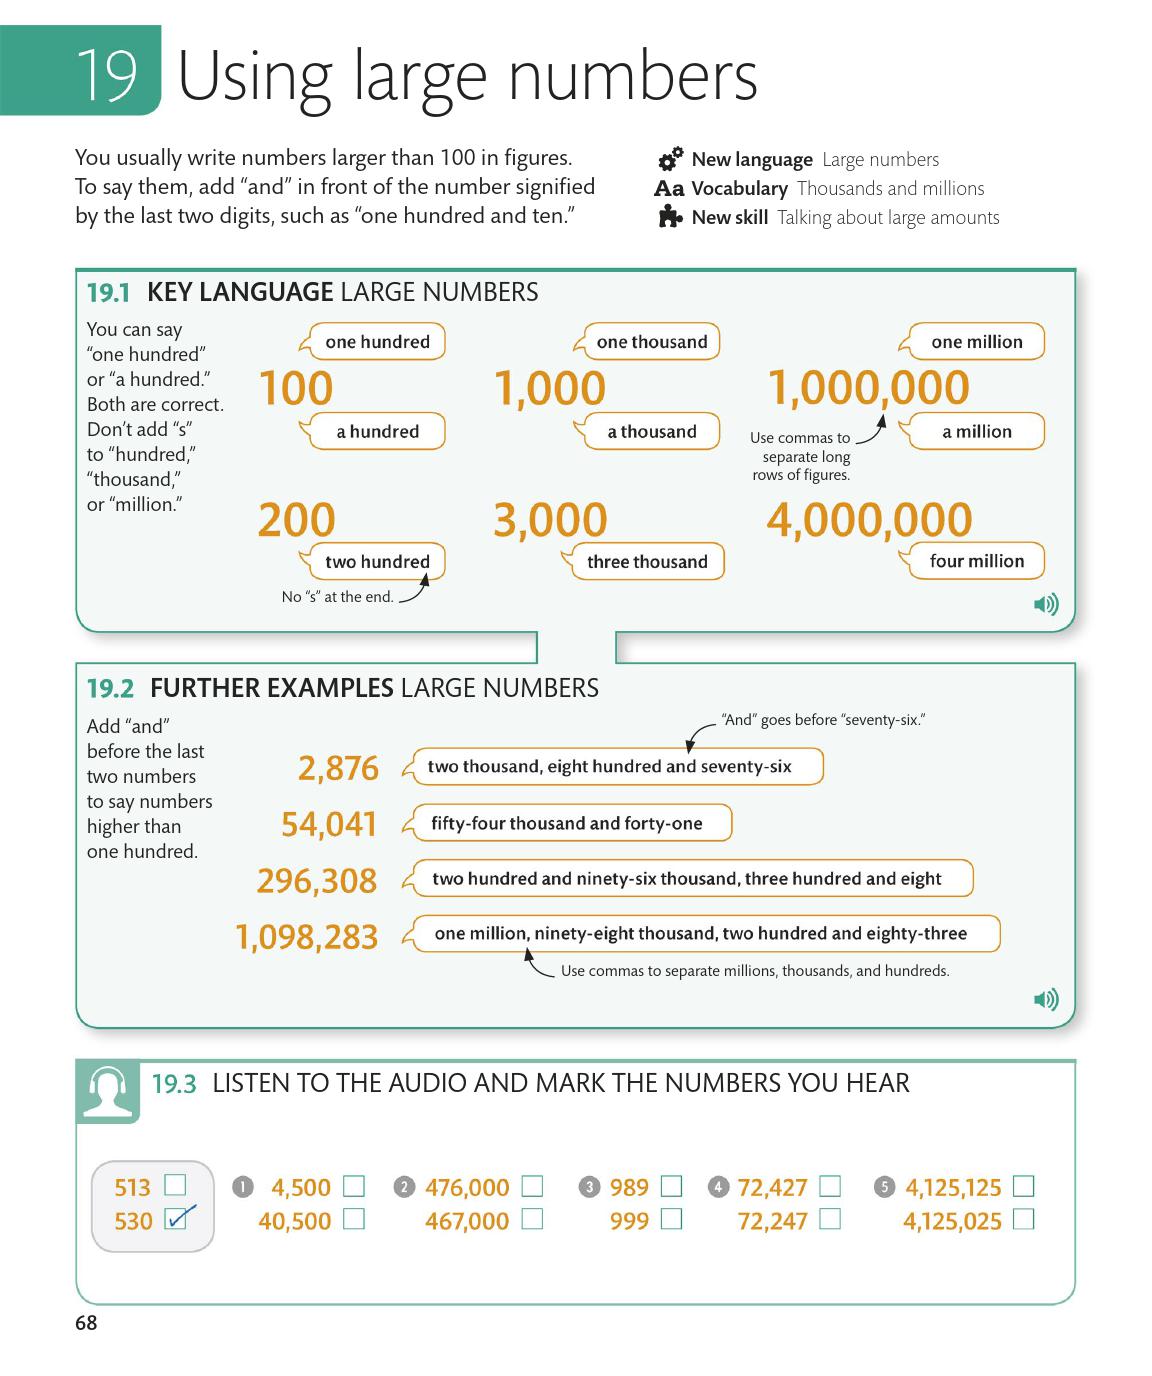 19 Using large numbers
You usually write numbers larger than 100 in figures.
To say them, add “and” in front of the number signified
by the last two digits, such as “one hundred and ten.”
New language Large numbers
Aa Vocabulary Thousands and millions
New skill Talking about large amounts
19.1 KEY LANGUAGE LARGE NUMBERS
You can say
“one hundred”
or “a hundred.”
Both are correct.
Don’t add “s”
to “hundred,”
“thousand,”
or “million.”
one hundred
100
a hundred
one thousand
1,000
a thousand
one million
1,000,000
a million
Use commas to
separate long
rows of figures.
200
two hundred
No “s” at the end.
3,000
three thousand
4,000,000
four million
19.2 FURTHER EXAMPLES LARGE NUMBERS
Add “and”
before the last
two numbers
to say numbers
higher than
one hundred.
“And” goes before “seventy-six.”
2,876 two thousand, eight hundred and seventy-six
54,041 fifty-four thousand and forty-one
296,308 two hundred and ninety-six thousand, three hundred and eight
1,098,283 one million, ninety-eight thousand, two hundred and eighty-three
Use commas to separate millions, thousands, and hundreds.
19.3 LISTEN TO THE AUDIO AND MARK THE NUMBERS YOU HEAR
513
530
1 4,500
40,500
2 476,000
467,000
3 989
999
4 72,427
72,247
5 4,125,125
4,125,025
68